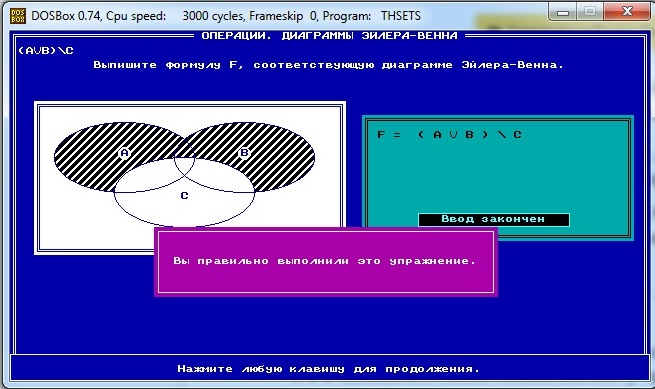 DOSBox 0.74, Cpu speed: 3000 cycles, Frameskip 0, Program: THSETS
ОПЕРАЦИИ. ДИАГРАММЫ ЭЙЛЕРА-ВЕННА
(A∪B)\C
Выпишите формулу F, соответствующую диаграмме Эйлера-Венна.
A
B
C
F = ( A ∪ B ) \ C
Ввод закончен
Вы правильно выполнили это упражнение.
Нажмите любую клавишу для продолжения.